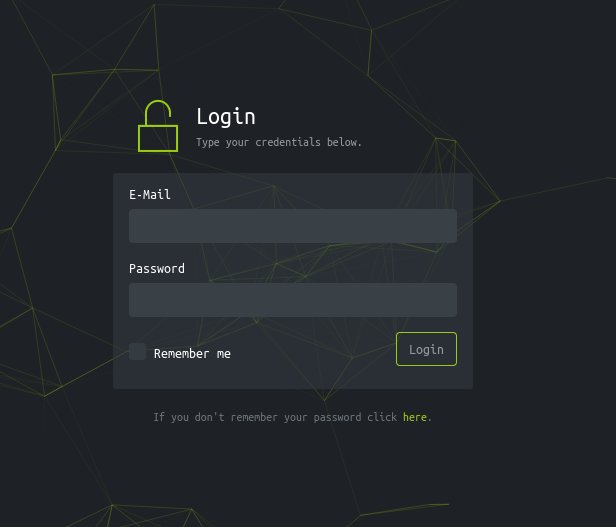 Login
Type your credentials below.
E-Mail
Password
Remember me
Login
If you don't remember your password click here.